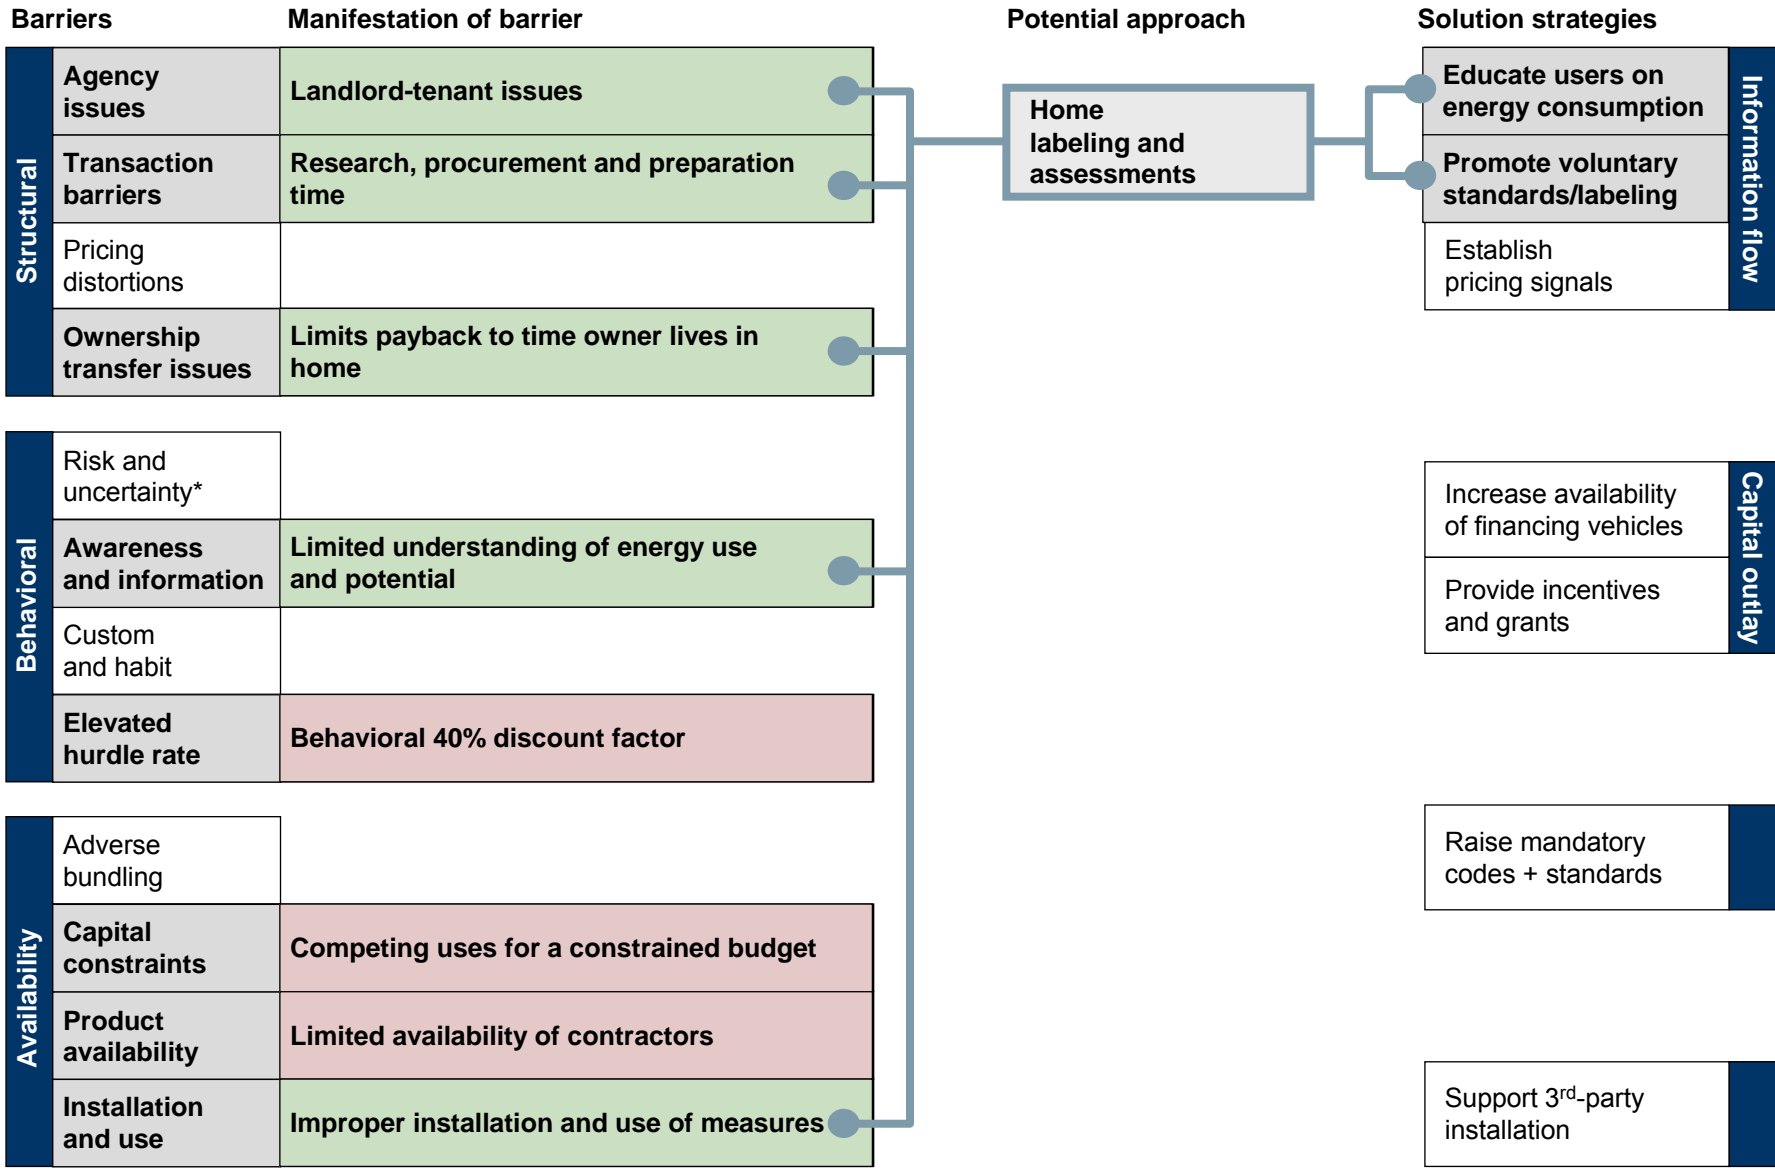 Barriers
Manifestation of barrier
Potential approach
Solution strategies
Structural
Agency
issues
Landlord-tenant issues
Transaction
barriers
Research, procurement and preparation
time
Pricing
distortions
Ownership
transfer issues
Limits payback to time owner lives in
home
Behavioral
Risk and
uncertainty*
Awareness
and information
Limited understanding of energy use
and potential
Custom
and habit
Elevated
hurdle rate
Behavioral 40% discount factor
Availability
Adverse
bundling
Capital
constraints
Competing uses for a constrained budget
Product
availability
Limited availability of contractors
Installation
and use
Improper installation and use of measures
Home
labeling and
assessments
Educate users on
energy consumption
Promote voluntary
standards/labeling
Establish
pricing signals
Information flow
Increase availability
of financing vehicles
Provide incentives
and grants
Capital outlay
Raise mandatory
codes + standards
Support 3rd-party
installation